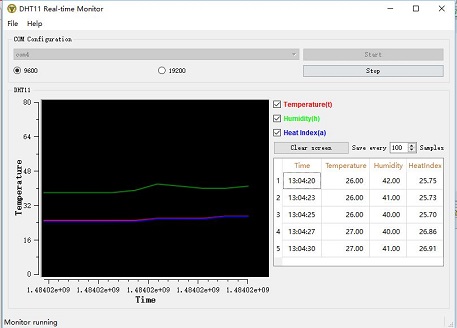 DHT11 Real-time Monitor
File Help
COM Configuration
com4
Start
9600
19200
Stop
DHT11
Temperature(t)
Humidity(h)
Heat Index(a)
Clear screen
Save every 100 Samples
80
64
48
32
16
0
Temperature
1.48402e+09 1.48402e+09 1.48402e+09 1.48402e+09 1.48402e+09
Time
Time Temperature Humidity HeatIndex
1 13:04:20 26.00 42.00 25.75
2 13:04:23 26.00 41.00 25.73
3 13:04:25 26.00 40.00 25.70
4 13:04:27 27.00 40.00 26.86
5 13:04:30 27.00 41.00 26.91
Monitor running